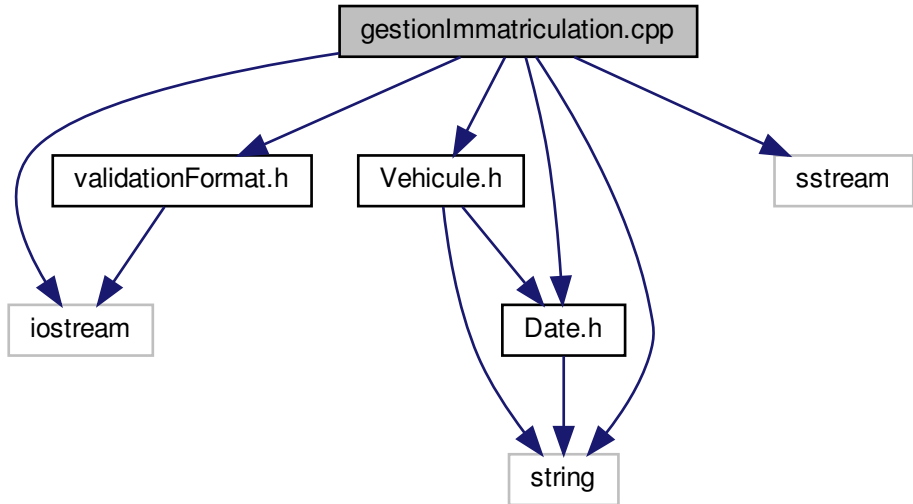 gestionImmatriculation.cpp
validationFormat.h
Vehicule.h
sstream
iostream
Date.h
string